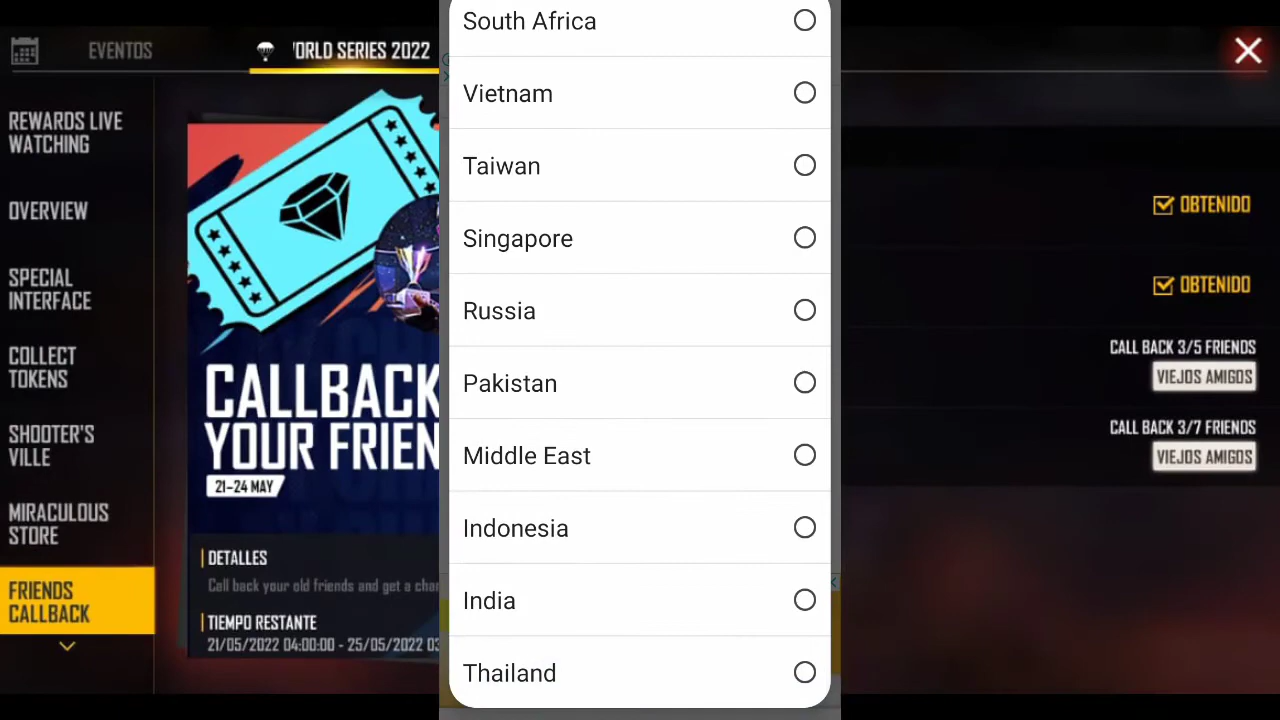 EVENTOS
ORLD SERIES 2022
REWARDS LIVE
WATCHING
OVERVIEW
SPECIAL
INTERFACE
COLLECT
TOKENS
SHOOTER'S
VILLE
MIRACULOUS
STORE
FRIENDS
CALLBACK
CALLBACK
YOUR FRIEN
21-24 MAY
DETALLES
Call back your old friends and get a cha
TIEMPO RESTANTE
21/05/2022 04:00:00 - 25/05/2022 03
South Africa
Vietnam
Taiwan
Singapore
Russia
Pakistan
Middle East
Indonesia
India
Thailand
OBTENIDO
OBTENIDO
CALL BACK 3/5 FRIENDS
VIEJOS AMIGOS
CALL BACK 3/7 FRIENDS
VIEJOS AMIGOS